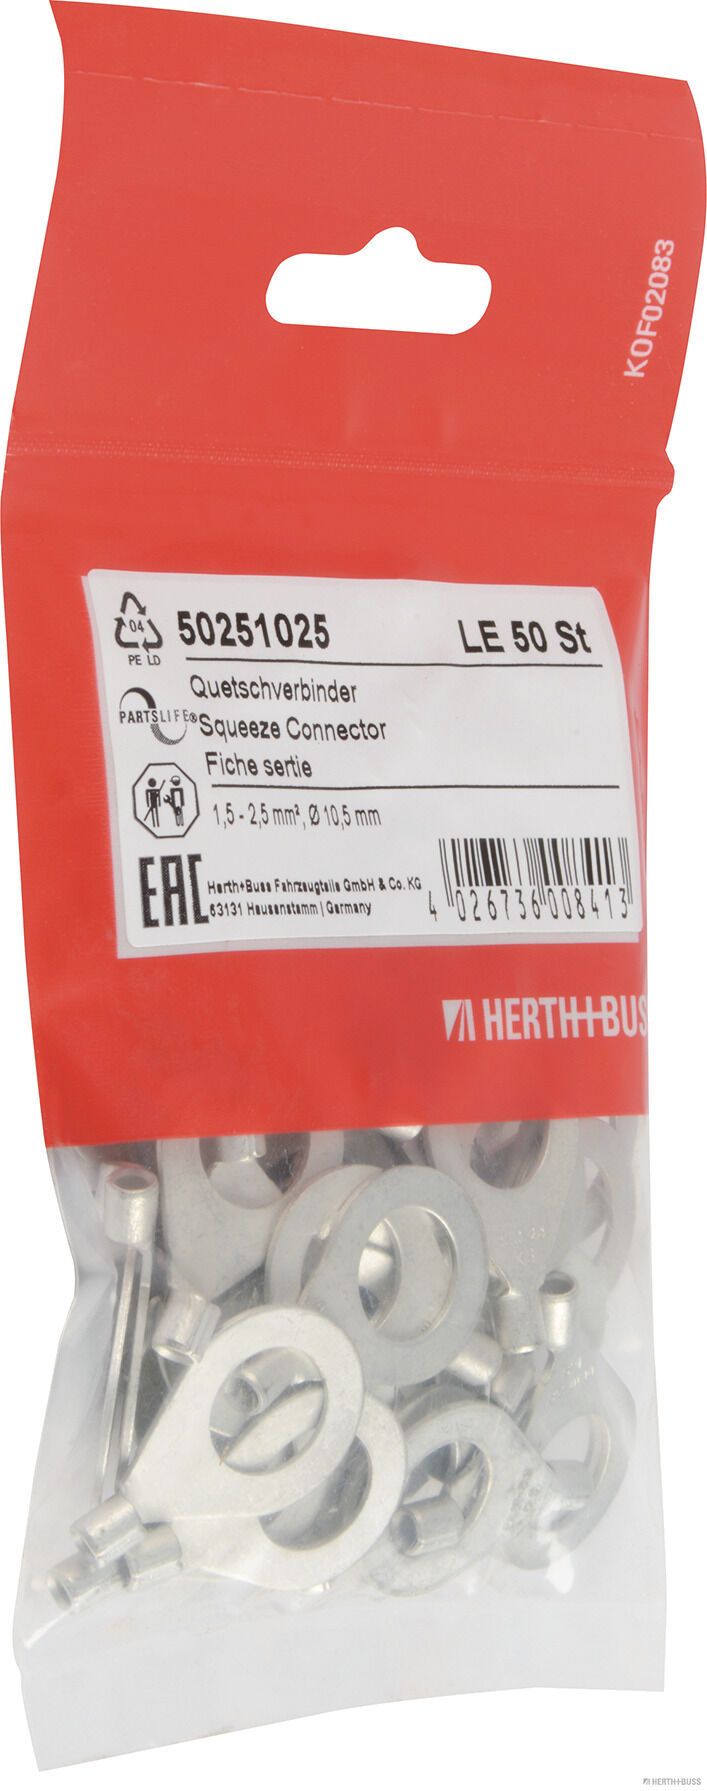 KOF02083
04
PE LD
50251025
LE 50 St
PARTSLIFE®
Quetschverbinder
Squeeze Connector
Fiche sertie
1,5 - 2,5 mm², Ø 10,5 mm
EAC
Herth+Buss Fahrzeugteile GmbH & Co. KG
63131 Heusenstamm | Germany
4 026736 008413
HERTH+BUSS
HERTH+BUSS